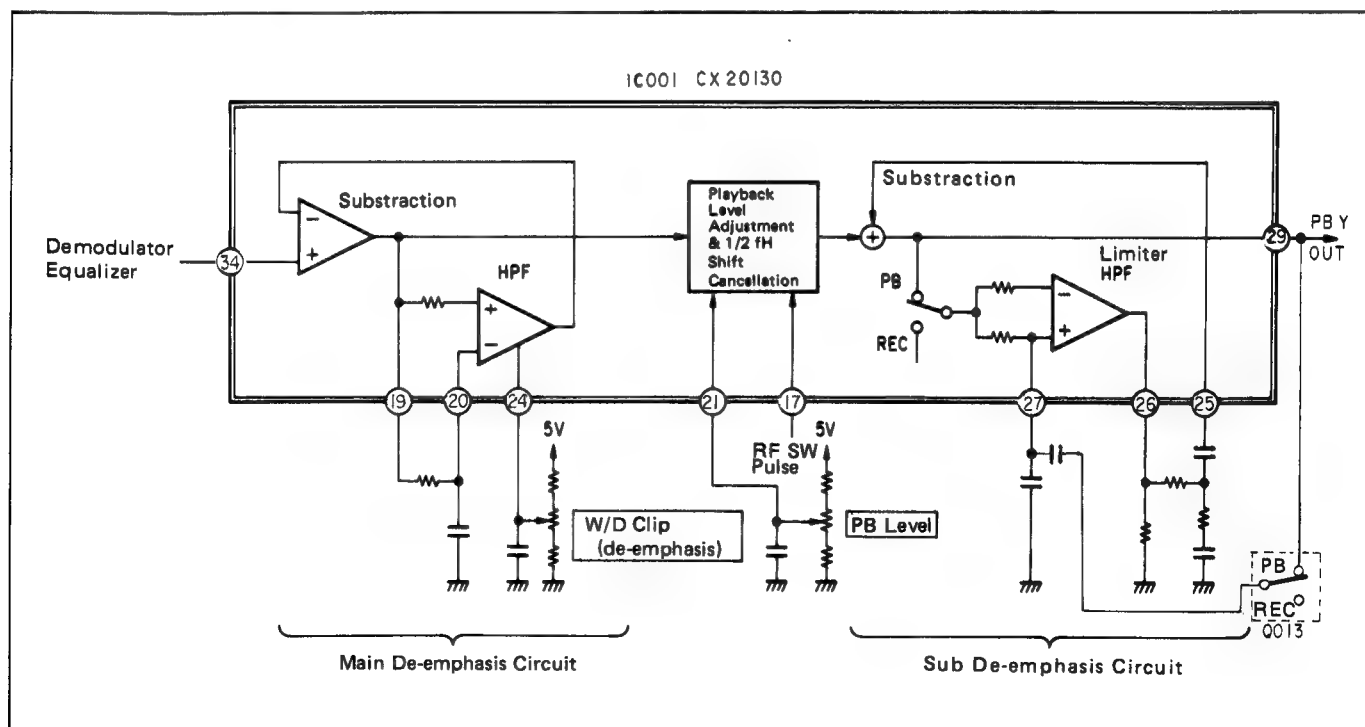 IC001 CX20130
Substraction
Demodulator
Equalizer
34
−
+
HPF
+
−
Playback
Level
Adjustment
& 1/2 fH
Shift
Cancellation
Substraction
+
PB
REC
Limiter
HPF
−
+
29
PB Y
OUT
19
20
24
21
17
27
26
25
5V
W/D Clip
(de-emphasis)
RF SW
Pulse
5V
PB Level
PB
REC
Q013
Main De-emphasis Circuit
Sub De-emphasis Circuit